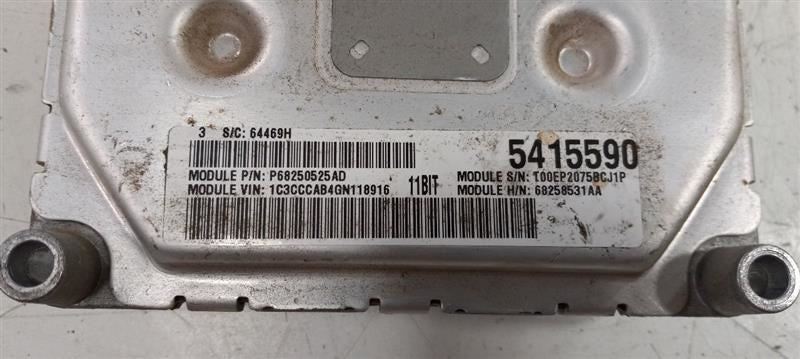 3 S/C: 64469H
5415590
MODULE P/N: P68250525AD
MODULE S/N: T00EP2075BCJ1P
MODULE VIN: 1C3CCCAB4GN118916
11BIT
MODULE H/N: 68258531AA